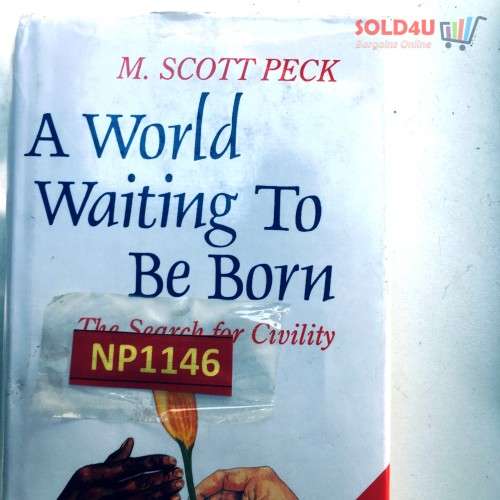 SOLD4U
Bargains Online
M. SCOTT PECK
A World
Waiting To
Be Born
The Search for Civility
NP1146